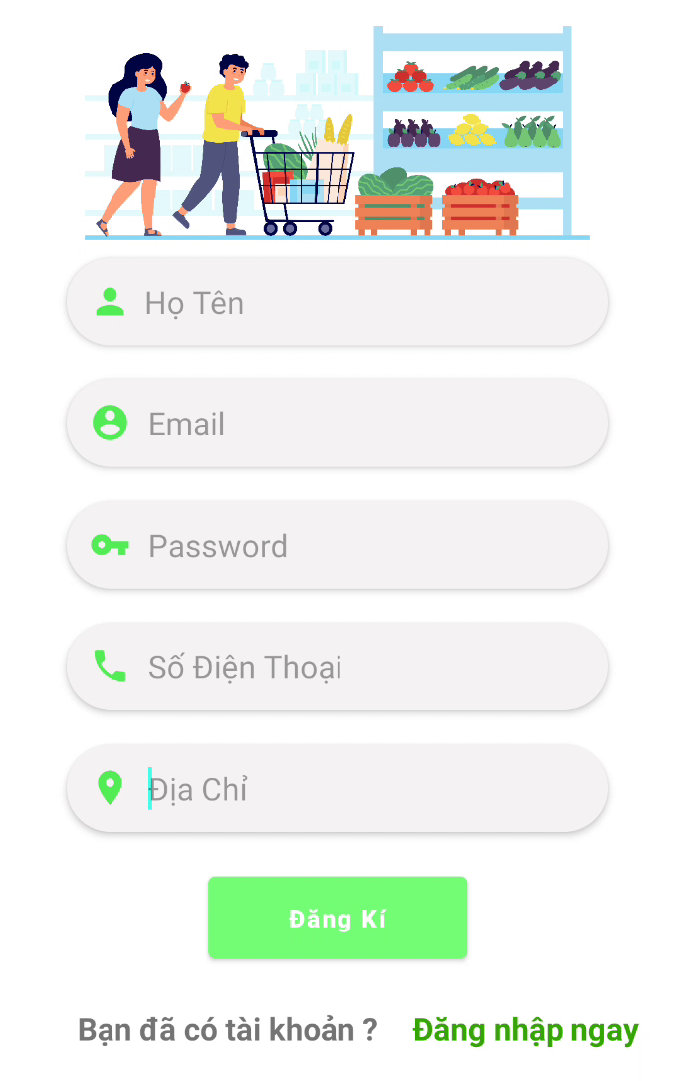 Họ Tên
Email
Password
Số Điện Thoại
Địa Chỉ
Đăng Kí
Bạn đã có tài khoản ? Đăng nhập ngay